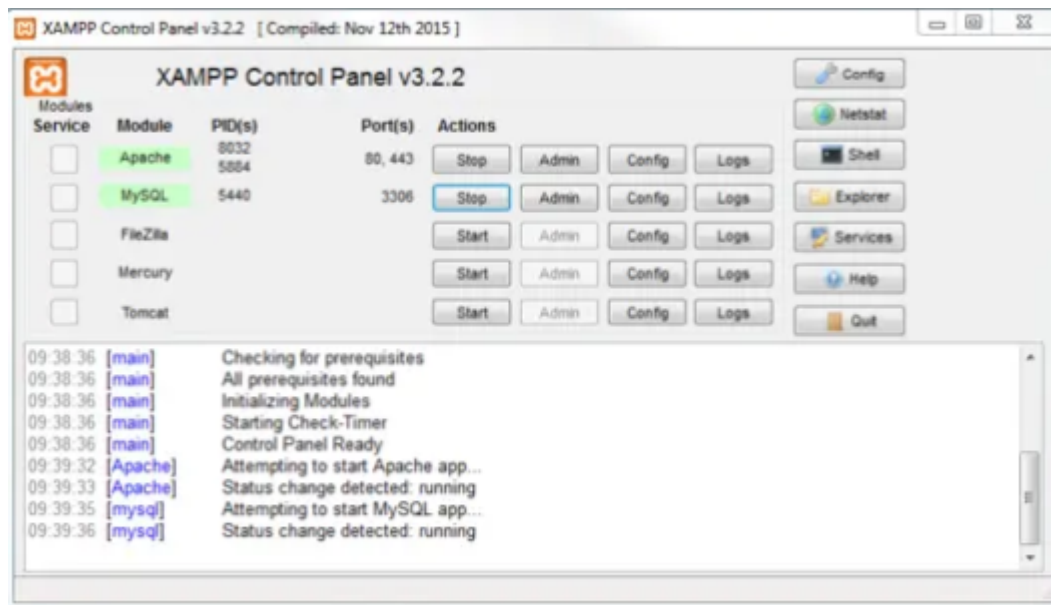 XAMPP Control Panel v3.2.2 [ Compiled: Nov 12th 2015 ]
XAMPP Control Panel v3.2.2
Config
Modules
Service Module PID(s) Port(s) Actions
Netstat
Apache 8032 5884 80, 443 Stop Admin Config Logs
Shell
MySQL 5440 3306 Stop Admin Config Logs
Explorer
FileZilla Start Admin Config Logs
Services
Mercury Start Admin Config Logs
Help
Tomcat Start Admin Config Logs
Quit
09:38:36 [main] Checking for prerequisites
09:38:36 [main] All prerequisites found
09:38:36 [main] Initializing Modules
09:38:36 [main] Starting Check-Timer
09:38:36 [main] Control Panel Ready
09:39:32 [Apache] Attempting to start Apache app...
09:39:33 [Apache] Status change detected: running
09:39:35 [mysql] Attempting to start MySQL app...
09:39:36 [mysql] Status change detected: running